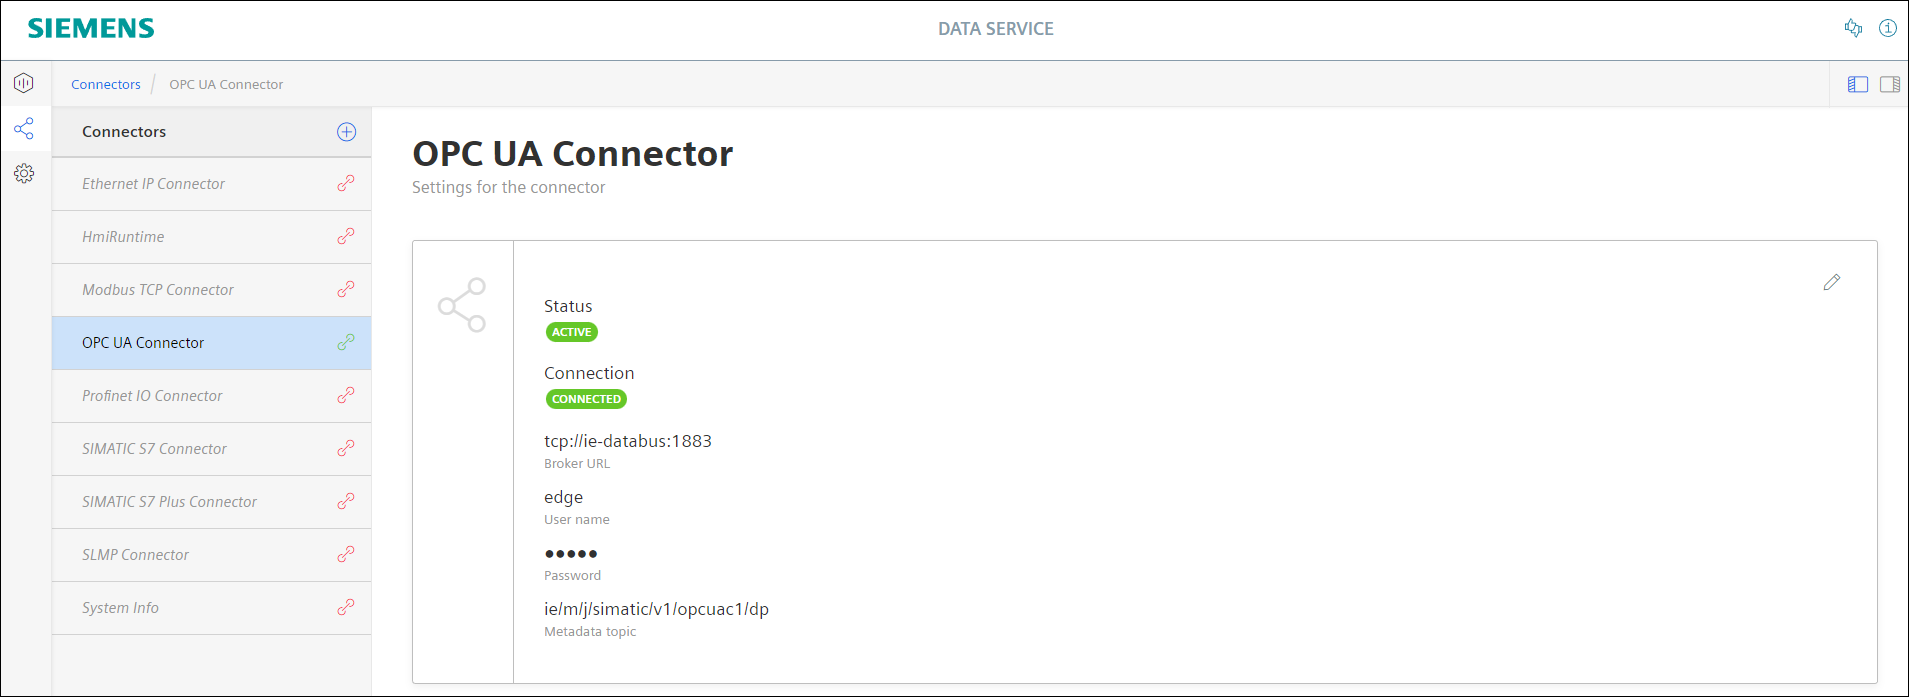 SIEMENS
DATA SERVICE
Connectors / OPC UA Connector
Connectors
Ethernet IP Connector
HmiRuntime
Modbus TCP Connector
OPC UA Connector
Profinet IO Connector
SIMATIC S7 Connector
SIMATIC S7 Plus Connector
SLMP Connector
System Info
OPC UA Connector
Settings for the connector
Status
ACTIVE
Connection
CONNECTED
tcp://ie-databus:1883
Broker URL
edge
User name
●●●●●
Password
ie/m/j/simatic/v1/opcuac1/dp
Metadata topic